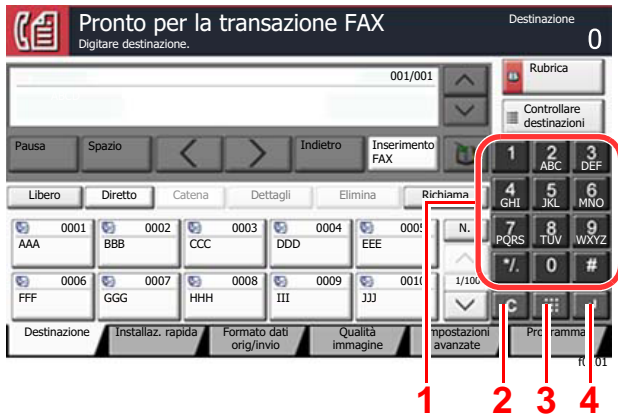 Pronto per la transazione FAX
Digitare destinazione.
Destinazione
0
001/001
Rubrica
Controllare
destinazioni
Pausa
Spazio
Indietro
Inserimento
FAX
1
2
ABC
3
DEF
Libero
Diretto
Catena
Dettagli
Elimina
Richiama
4
GHI
5
JKL
6
MNO
0001
AAA
0002
BBB
0003
CCC
0004
DDD
0005
EEE
N.
7
PQRS
8
TUV
9
WXYZ
*/.
0
#
0006
FFF
0007
GGG
0008
HHH
0009
III
0010
JJJ
1/100
C
Destinazione
Installaz. rapida
Formato dati
orig/invio
Qualità
immagine
avanzate
1
2
3
4